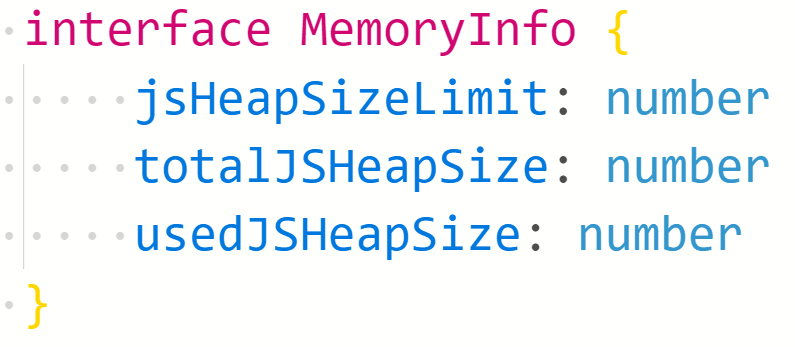 interface MemoryInfo {
    jsHeapSizeLimit: number
    totalJSHeapSize: number
    usedJSHeapSize: number
}